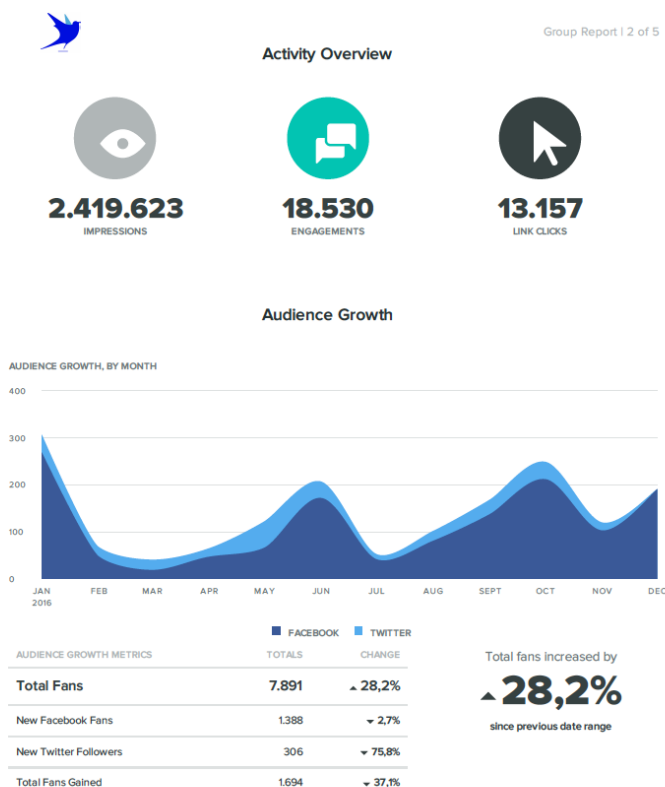 Group Report | 2 of 5
Activity Overview
2.419.623
IMPRESSIONS
18.530
ENGAGEMENTS
13.157
LINK CLICKS
Audience Growth
AUDIENCE GROWTH, BY MONTH
400
300
200
100
0
JAN FEB MAR APR MAY JUN JUL AUG SEPT OCT NOV DEC
2016
FACEBOOK TWITTER
AUDIENCE GROWTH METRICS TOTALS CHANGE
Total Fans 7.891 ▲ 28,2%
New Facebook Fans 1.388 ▼ 2,7%
New Twitter Followers 306 ▼ 75,8%
Total Fans Gained 1.694 ▼ 37,1%
Total fans increased by
▲ 28,2%
since previous date range